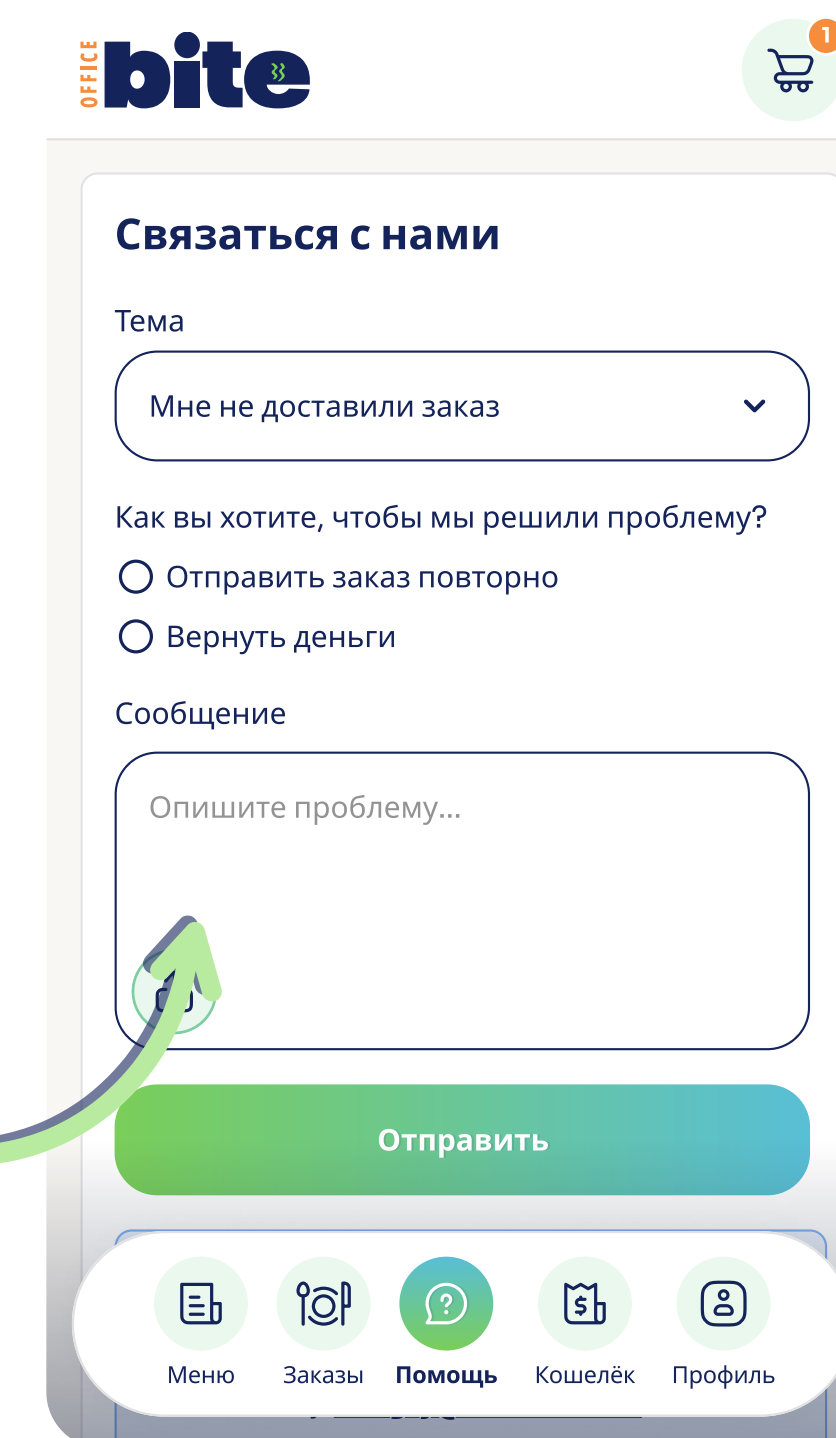 OFFICE
bite
1
Связаться с нами
Тема
Мне не доставили заказ
Как вы хотите, чтобы мы решили проблему?
Отправить заказ повторно
Вернуть деньги
Сообщение
Опишите проблему...
Отправить
Меню Заказы Помощь Кошелёк Профиль